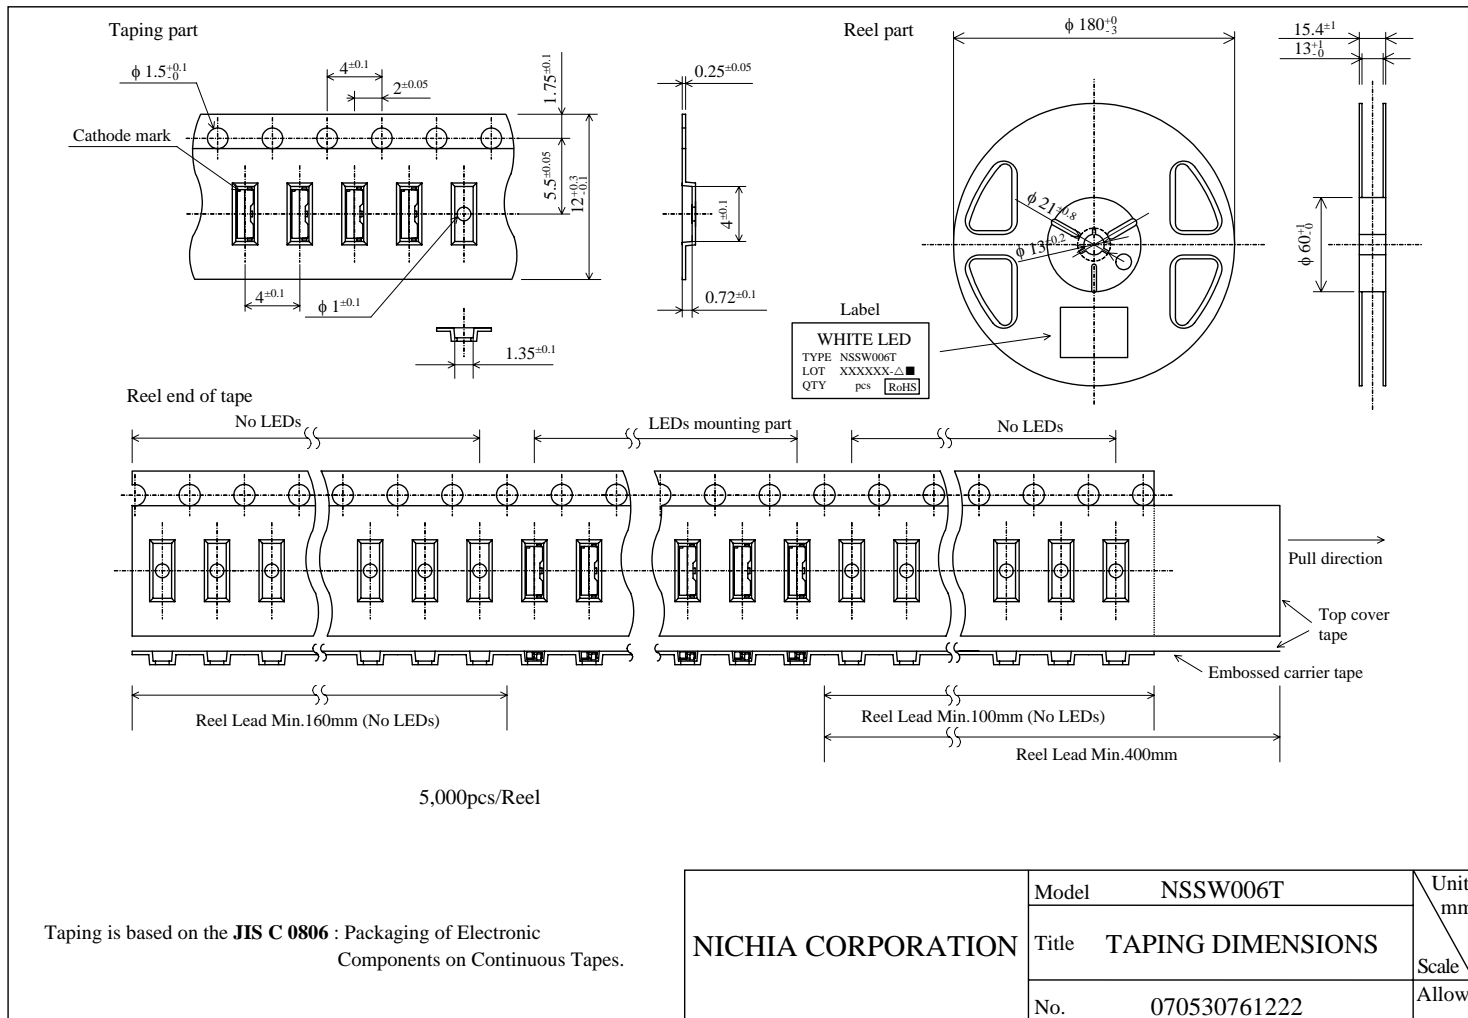 Taping part
Reel part
φ 1.5+0.1 -0
4±0.1
2±0.05
1.75±0.1
Cathode mark
5.5±0.05
12+0.3 -0.1
4±0.1
φ 1±0.1
1.35±0.1
0.25±0.05
4±0.1
0.72±0.1
φ 180+0 -3
15.4±1
13+1 -0
φ 21±0.8
φ 13±0.2
φ 60+1 -0
Label
WHITE LED
TYPE NSSW006T
LOT XXXXXX-△■
QTY pcs RoHS
Reel end of tape
No LEDs
LEDs mounting part
No LEDs
Pull direction
Top cover
tape
Embossed carrier tape
Reel Lead Min.160mm (No LEDs)
Reel Lead Min.100mm (No LEDs)
Reel Lead Min.400mm
5,000pcs/Reel
Taping is based on the JIS C 0806 : Packaging of Electronic
Components on Continuous Tapes.
NICHIA CORPORATION
Model NSSW006T
Title TAPING DIMENSIONS
No. 070530761222
Unit
mm
Scale
Allow